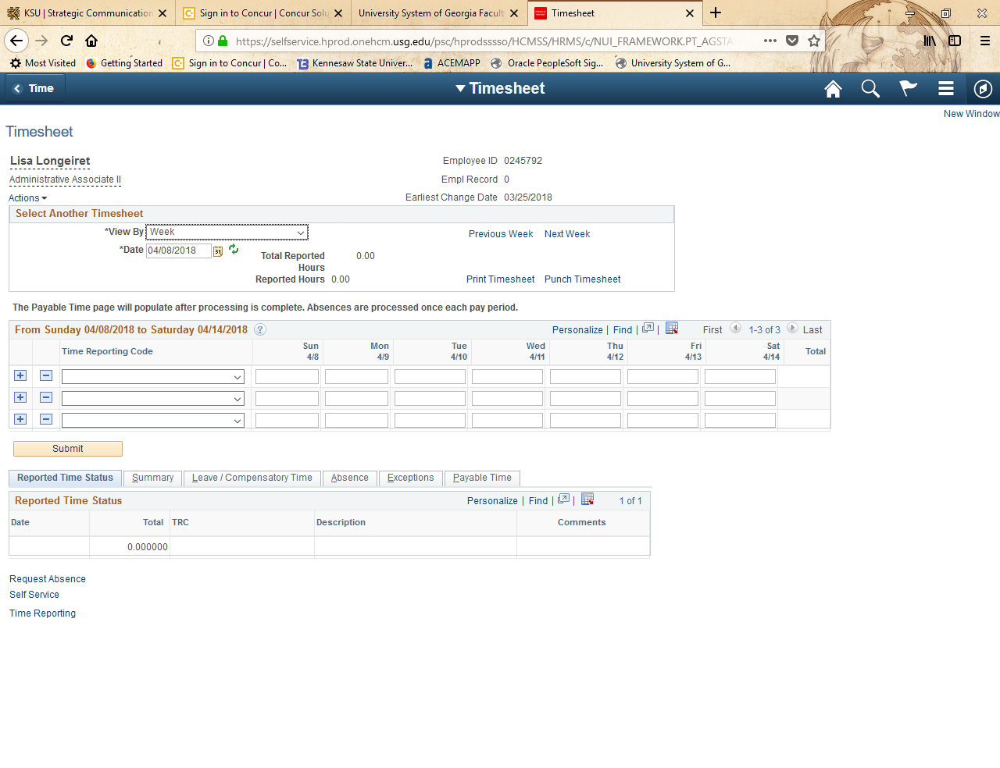 KSU | Strategic Communication
Sign in to Concur | Concur Solu
University System of Georgia Facult
Timesheet
https://selfservice.hprod.onehcm.usg.edu/psc/hprodsssso/HCMSS/HRMS/c/NUI_FRAMEWORK.PT_AGSTA
Most Visited Getting Started Sign in to Concur | Co... Kennesaw State Univer... ACEMAPP Oracle PeopleSoft Sig... University System of G...
Time
Timesheet
New Window
Timesheet
Lisa Longeiret
Employee ID 0245792
Administrative Associate II
Empl Record 0
Actions
Earliest Change Date 03/25/2018
Select Another Timesheet
*View By Week
Previous Week Next Week
*Date 04/08/2018
31
Total Reported Hours 0.00
Reported Hours 0.00
Print Timesheet Punch Timesheet
The Payable Time page will populate after processing is complete. Absences are processed once each pay period.
From Sunday 04/08/2018 to Saturday 04/14/2018 ?
Personalize | Find | | First 1-3 of 3 Last
Time Reporting Code Sun 4/8 Mon 4/9 Tue 4/10 Wed 4/11 Thu 4/12 Fri 4/13 Sat 4/14 Total
Submit
Reported Time Status Summary Leave / Compensatory Time Absence Exceptions Payable Time
Reported Time Status
Personalize | Find | | 1 of 1
Date Total TRC Description Comments
0.000000
Request Absence
Self Service
Time Reporting